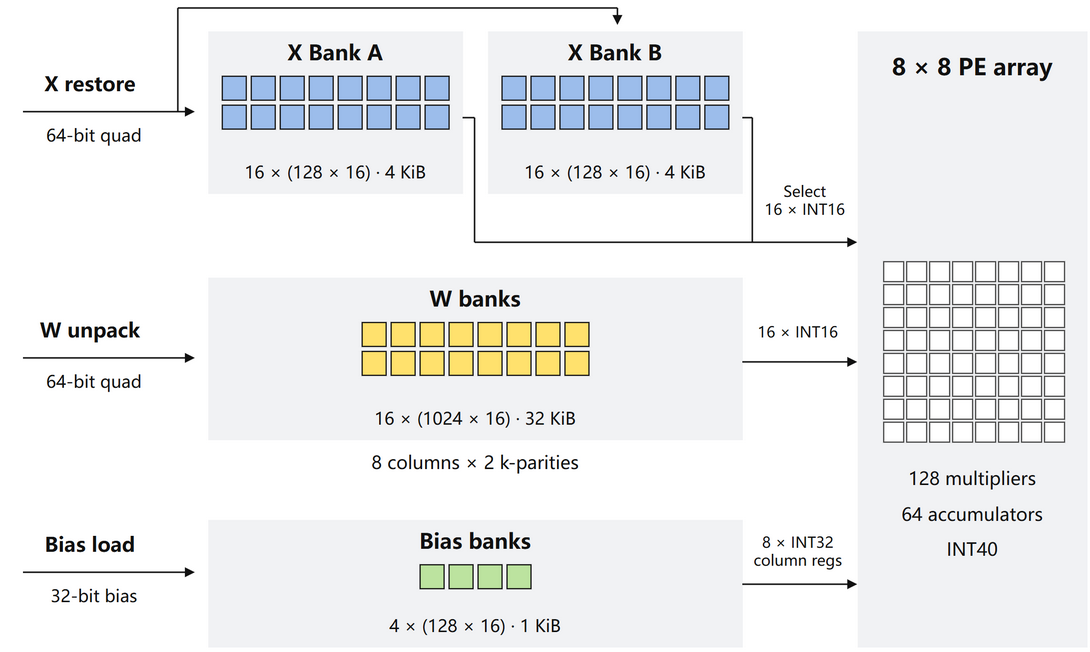 X restore
64-bit quad
X Bank A
16 × (128 × 16) · 4 KiB
X Bank B
16 × (128 × 16) · 4 KiB
Select
16 × INT16
W unpack
64-bit quad
W banks
16 × (1024 × 16) · 32 KiB
8 columns × 2 k-parities
16 × INT16
Bias load
32-bit bias
Bias banks
4 × (128 × 16) · 1 KiB
8 × INT32
column regs
8 × 8 PE array
128 multipliers
64 accumulators
INT40